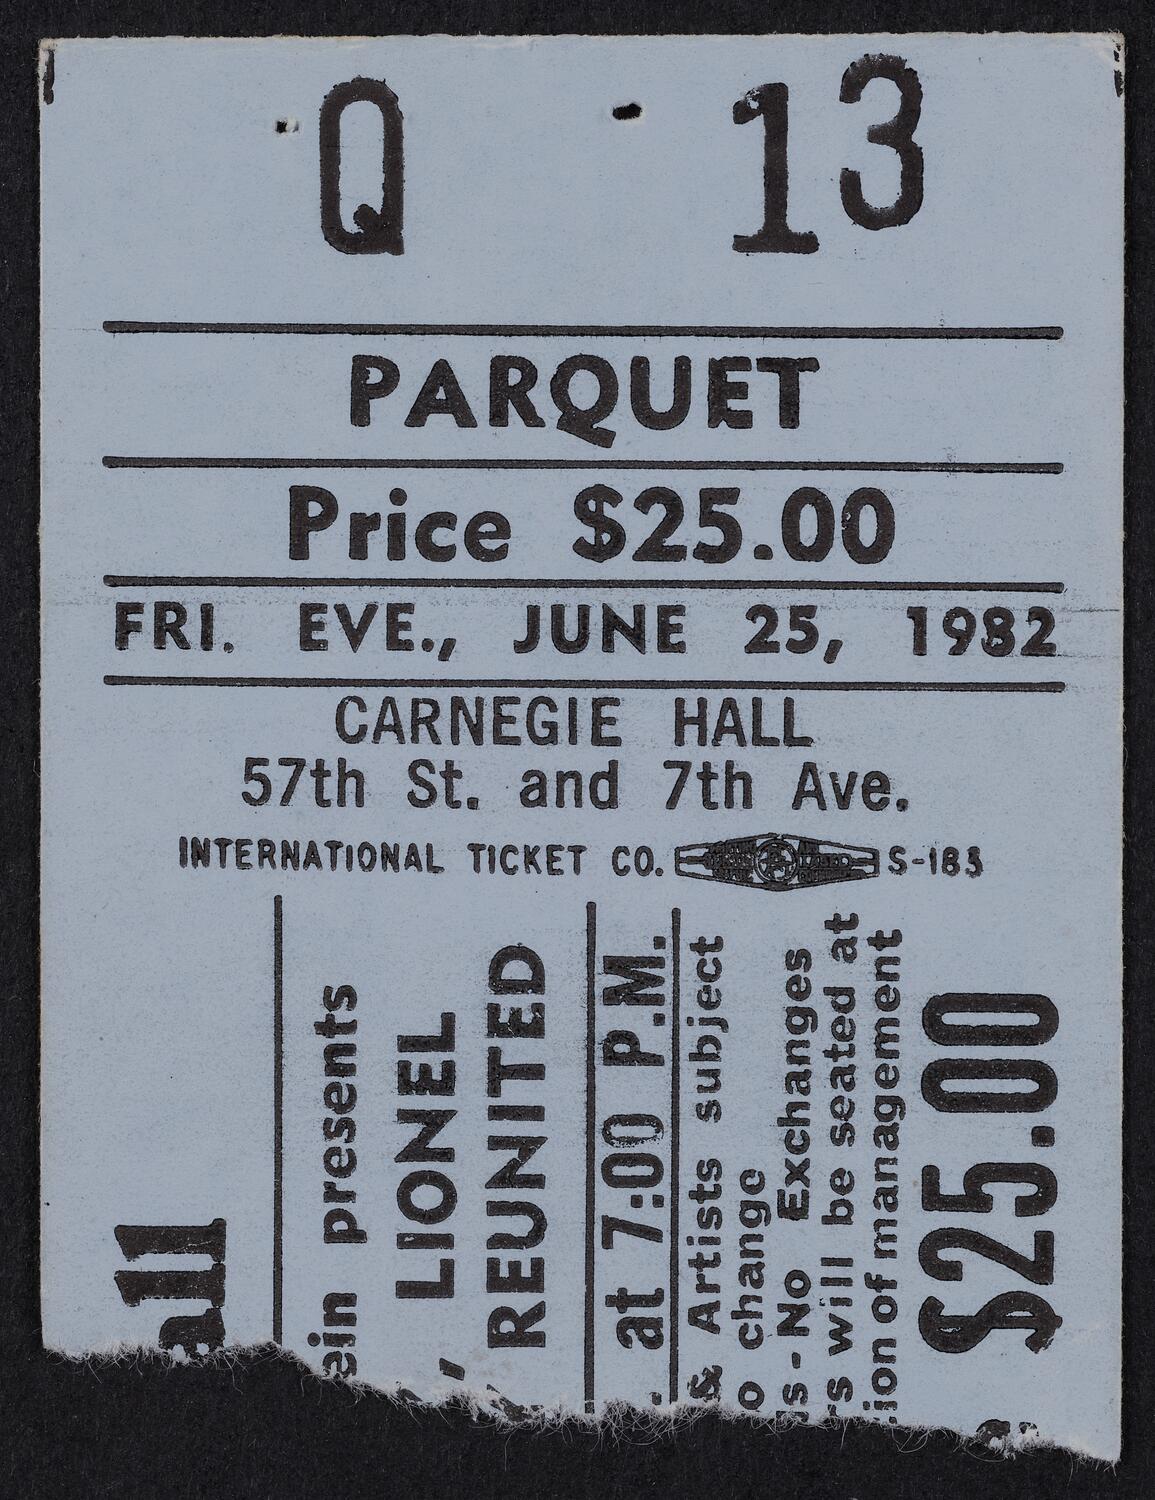 Q 13
PARQUET
Price $25.00
FRI. EVE., JUNE 25, 1982
CARNEGIE HALL
57th St. and 7th Ave.
INTERNATIONAL TICKET CO. S-183
all
ein presents
, LIONEL
REUNITED
. at 7:00 P.M.
& Artists subject
o change
s - No Exchanges
rs will be seated at
ion of management
$25.00